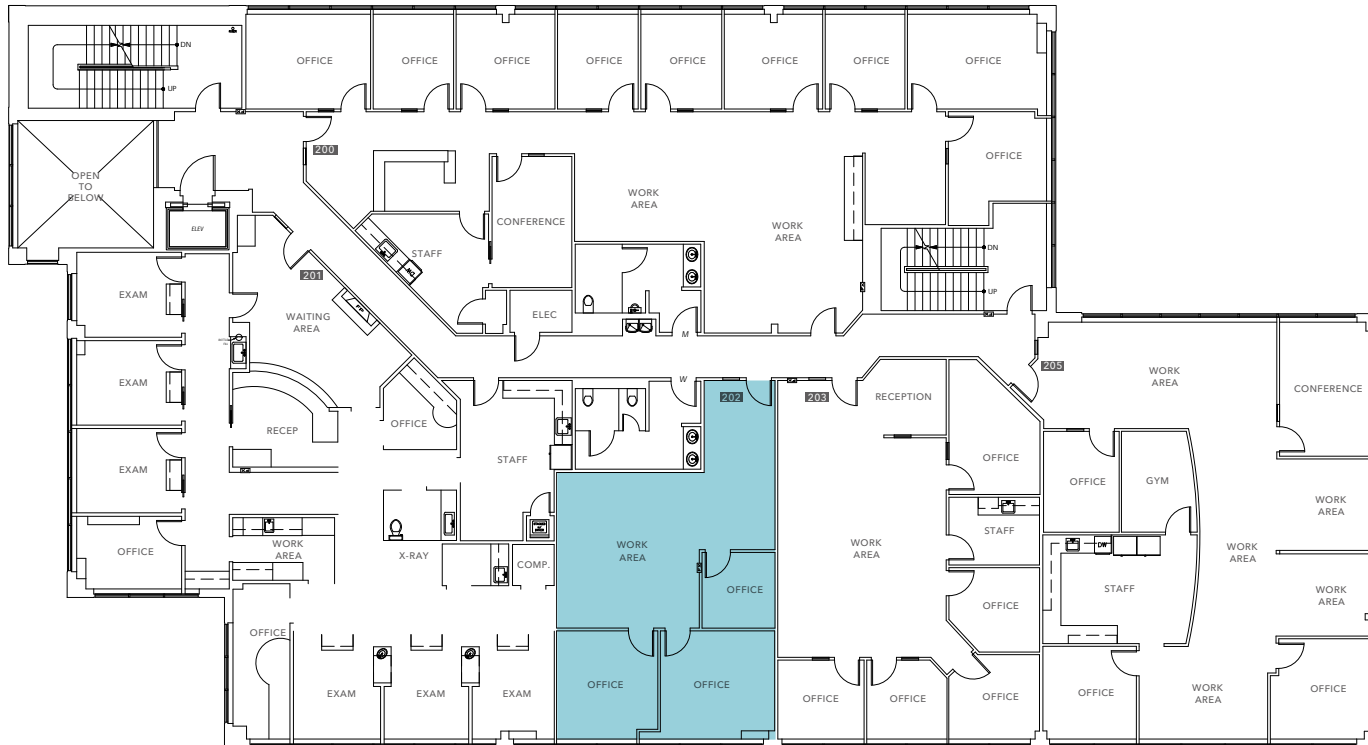 OFFICE
OFFICE
OFFICE
OFFICE
OFFICE
OFFICE
OFFICE
OFFICE
DN
UP
200
OFFICE
OPEN
TO
BELOW
ELEV
CONFERENCE
WORK
AREA
WORK
AREA
STAFF
DW
DN
UP
201
EXAM
WAITING
AREA
ELEC
M
W
EXAM
RECEP
OFFICE
202
203
RECEPTION
205
WORK
AREA
CONFERENCE
EXAM
STAFF
OFFICE
OFFICE
GYM
WORK
AREA
OFFICE
WORK
AREA
X-RAY
COMP.
WORK
AREA
WORK
AREA
STAFF
DW
WORK
AREA
OFFICE
OFFICE
STAFF
WORK
AREA
OFFICE
EXAM
EXAM
EXAM
OFFICE
OFFICE
OFFICE
OFFICE
OFFICE
OFFICE
WORK
AREA
OFFICE